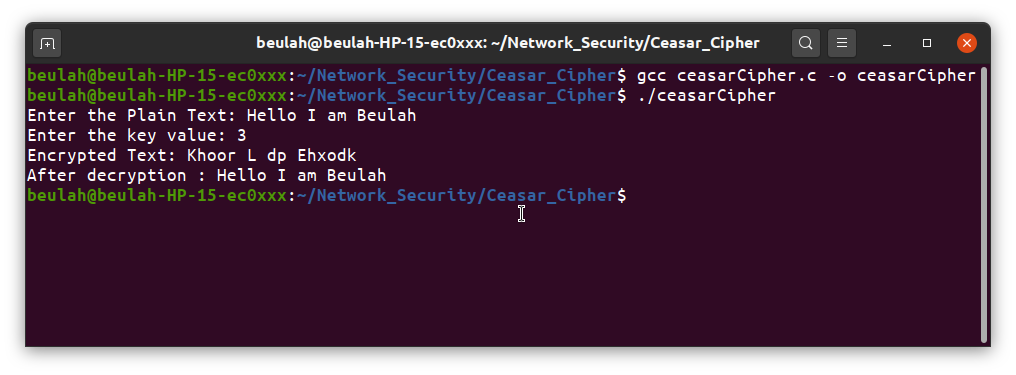 beulah@beulah-HP-15-ec0xxx: ~/Network_Security/Ceasar_Cipher
beulah@beulah-HP-15-ec0xxx:~/Network_Security/Ceasar_Cipher$ gcc ceasarCipher.c -o ceasarCipher
beulah@beulah-HP-15-ec0xxx:~/Network_Security/Ceasar_Cipher$ ./ceasarCipher
Enter the Plain Text: Hello I am Beulah
Enter the key value: 3
Encrypted Text: Khoor L dp Ehxodk
After decryption : Hello I am Beulah
beulah@beulah-HP-15-ec0xxx:~/Network_Security/Ceasar_Cipher$